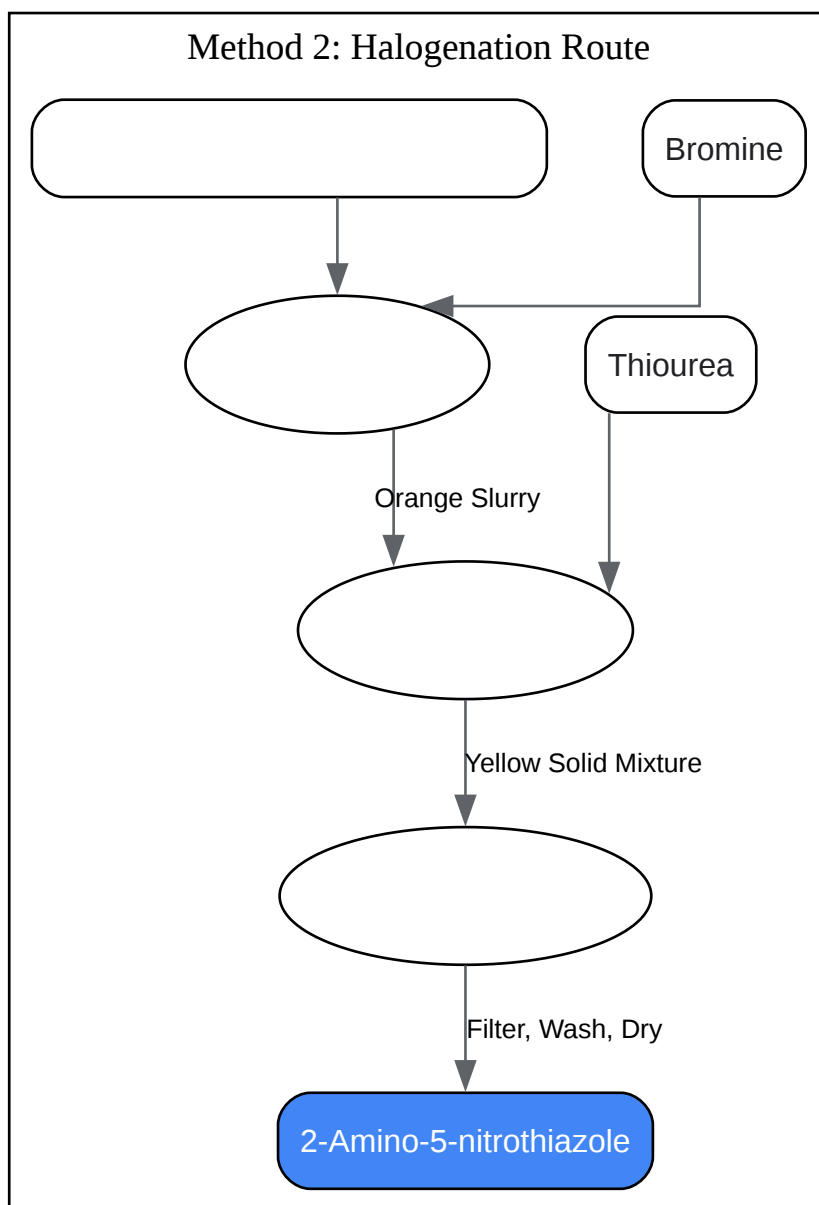 Method 2: Halogenation Route
Bromine
Thiourea
Orange Slurry
Yellow Solid Mixture
Filter, Wash, Dry
2-Amino-5-nitrothiazole